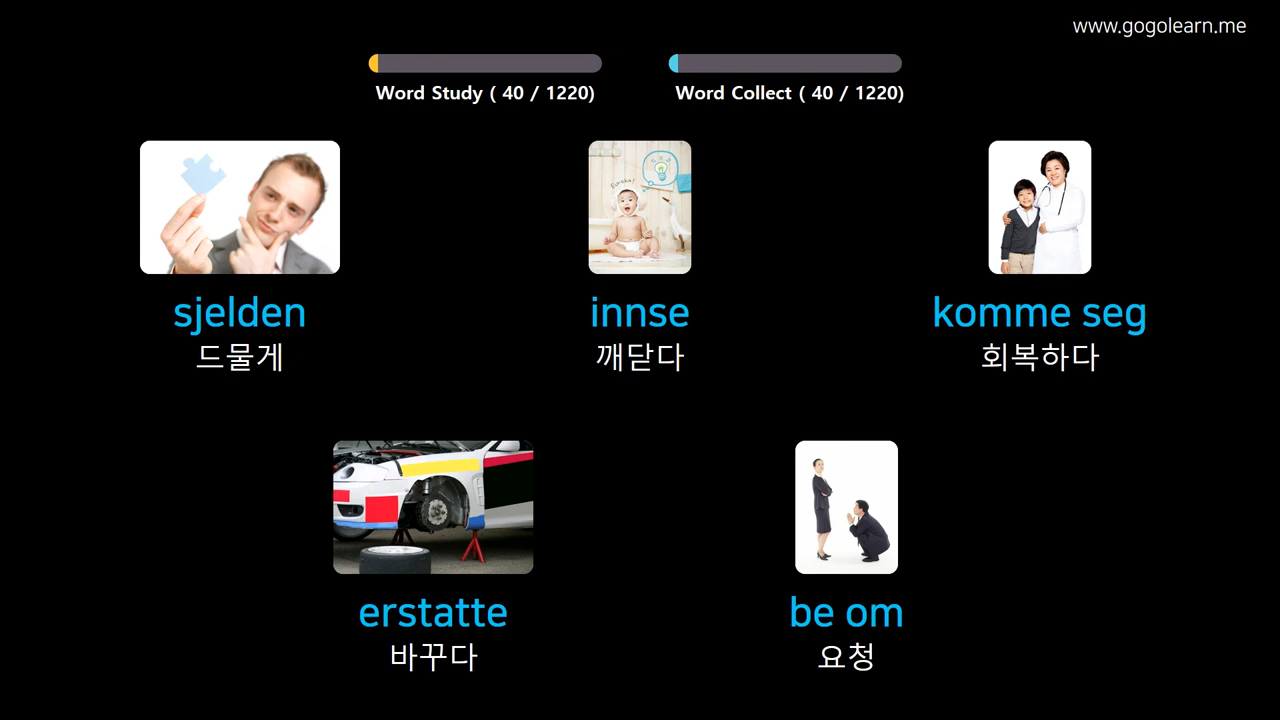 www.gogolearn.me
Word Study ( 40 / 1220)
Word Collect ( 40 / 1220)
Eureka!
sjelden
드물게
innse
깨닫다
komme seg
회복하다
erstatte
바꾸다
be om
요청